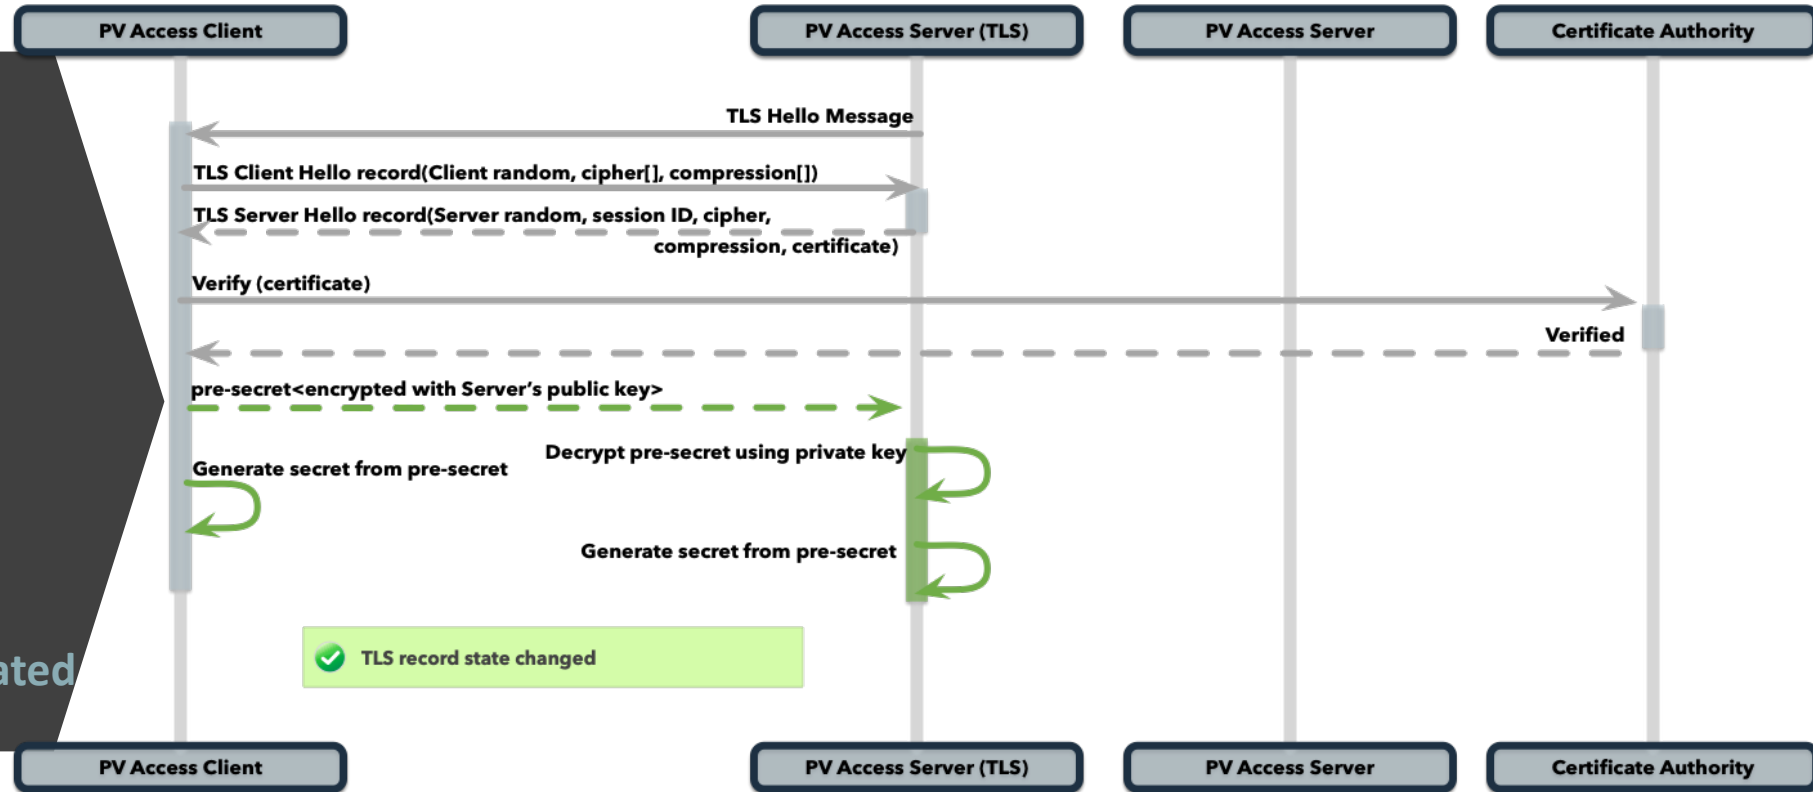 PV Access Client
PV Access Server (TLS)
PV Access Server
Certificate Authority
TLS Hello Message
TLS Client Hello record(Client random, cipher[], compression[])
TLS Server Hello record(Server random, session ID, cipher,
compression, certificate)
Verify (certificate)
Verified
pre-secret<encrypted with Server’s public key>
Decrypt pre-secret using private key
Generate secret from pre-secret
Generate secret from pre-secret
TLS record state changed
ated
PV Access Client
PV Access Server (TLS)
PV Access Server
Certificate Authority